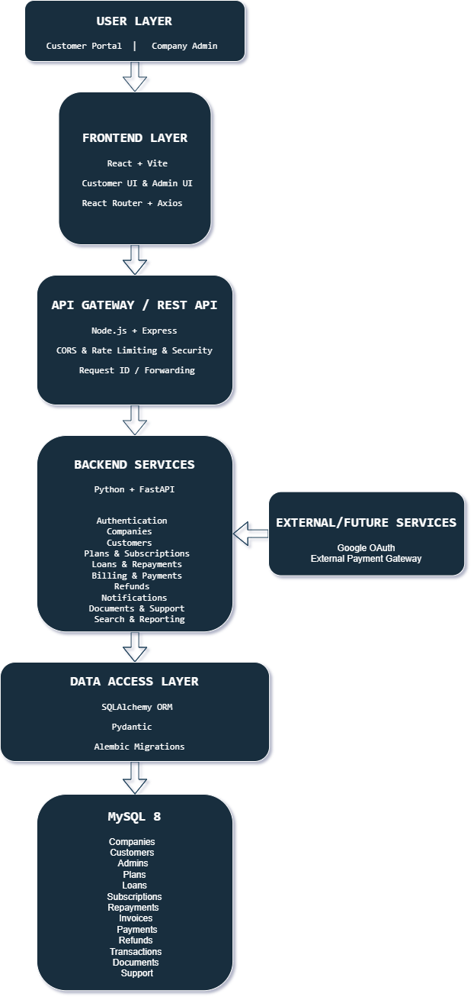 USER LAYER
Customer Portal | Company Admin
FRONTEND LAYER
React + Vite
Customer UI & Admin UI
React Router + Axios
API GATEWAY / REST API
Node.js + Express
CORS & Rate Limiting & Security
Request ID / Forwarding
BACKEND SERVICES
Python + FastAPI
Authentication
Companies
Customers
Plans & Subscriptions
Loans & Repayments
Billing & Payments
Refunds
Notifications
Documents & Support
Search & Reporting
EXTERNAL/FUTURE SERVICES
Google OAuth
External Payment Gateway
DATA ACCESS LAYER
SQLAlchemy ORM
Pydantic
Alembic Migrations
MySQL 8
Companies
Customers
Admins
Plans
Loans
Subscriptions
Repayments
Invoices
Payments
Refunds
Transactions
Documents
Support